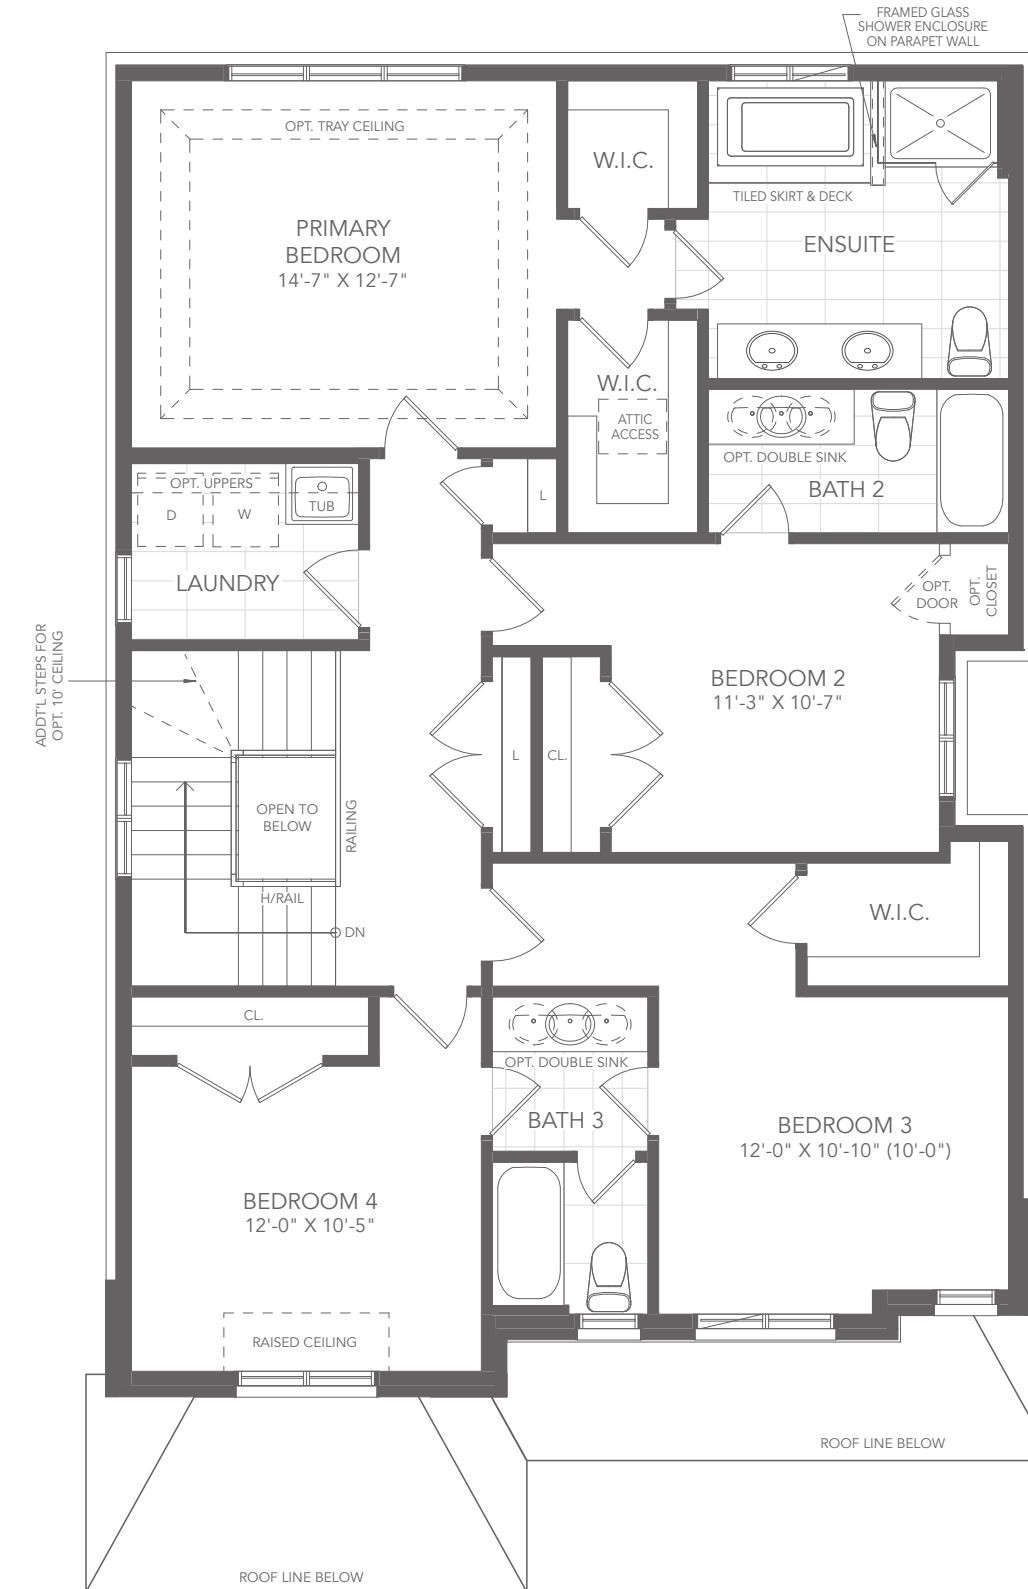 FRAMED GLASS
SHOWER ENCLOSURE
ON PARAPET WALL
OPT. TRAY CEILING
W.I.C.
TILED SKIRT & DECK
PRIMARY
BEDROOM
14'-7" X 12'-7"
ENSUITE
W.I.C.
ATTIC
ACCESS
OPT. DOUBLE SINK
BATH 2
OPT. UPPERS
D
W
TUB
L
LAUNDRY
OPT.
DOOR
OPT.
CLOSET
ADDT'L STEPS FOR
OPT. 10' CEILING
BEDROOM 2
11'-3" X 10'-7"
L
CL.
OPEN TO
BELOW
RAILING
H/RAIL
DN
W.I.C.
CL.
OPT. DOUBLE SINK
BATH 3
BEDROOM 3
12'-0" X 10'-10" (10'-0")
BEDROOM 4
12'-0" X 10'-5"
RAISED CEILING
ROOF LINE BELOW
ROOF LINE BELOW